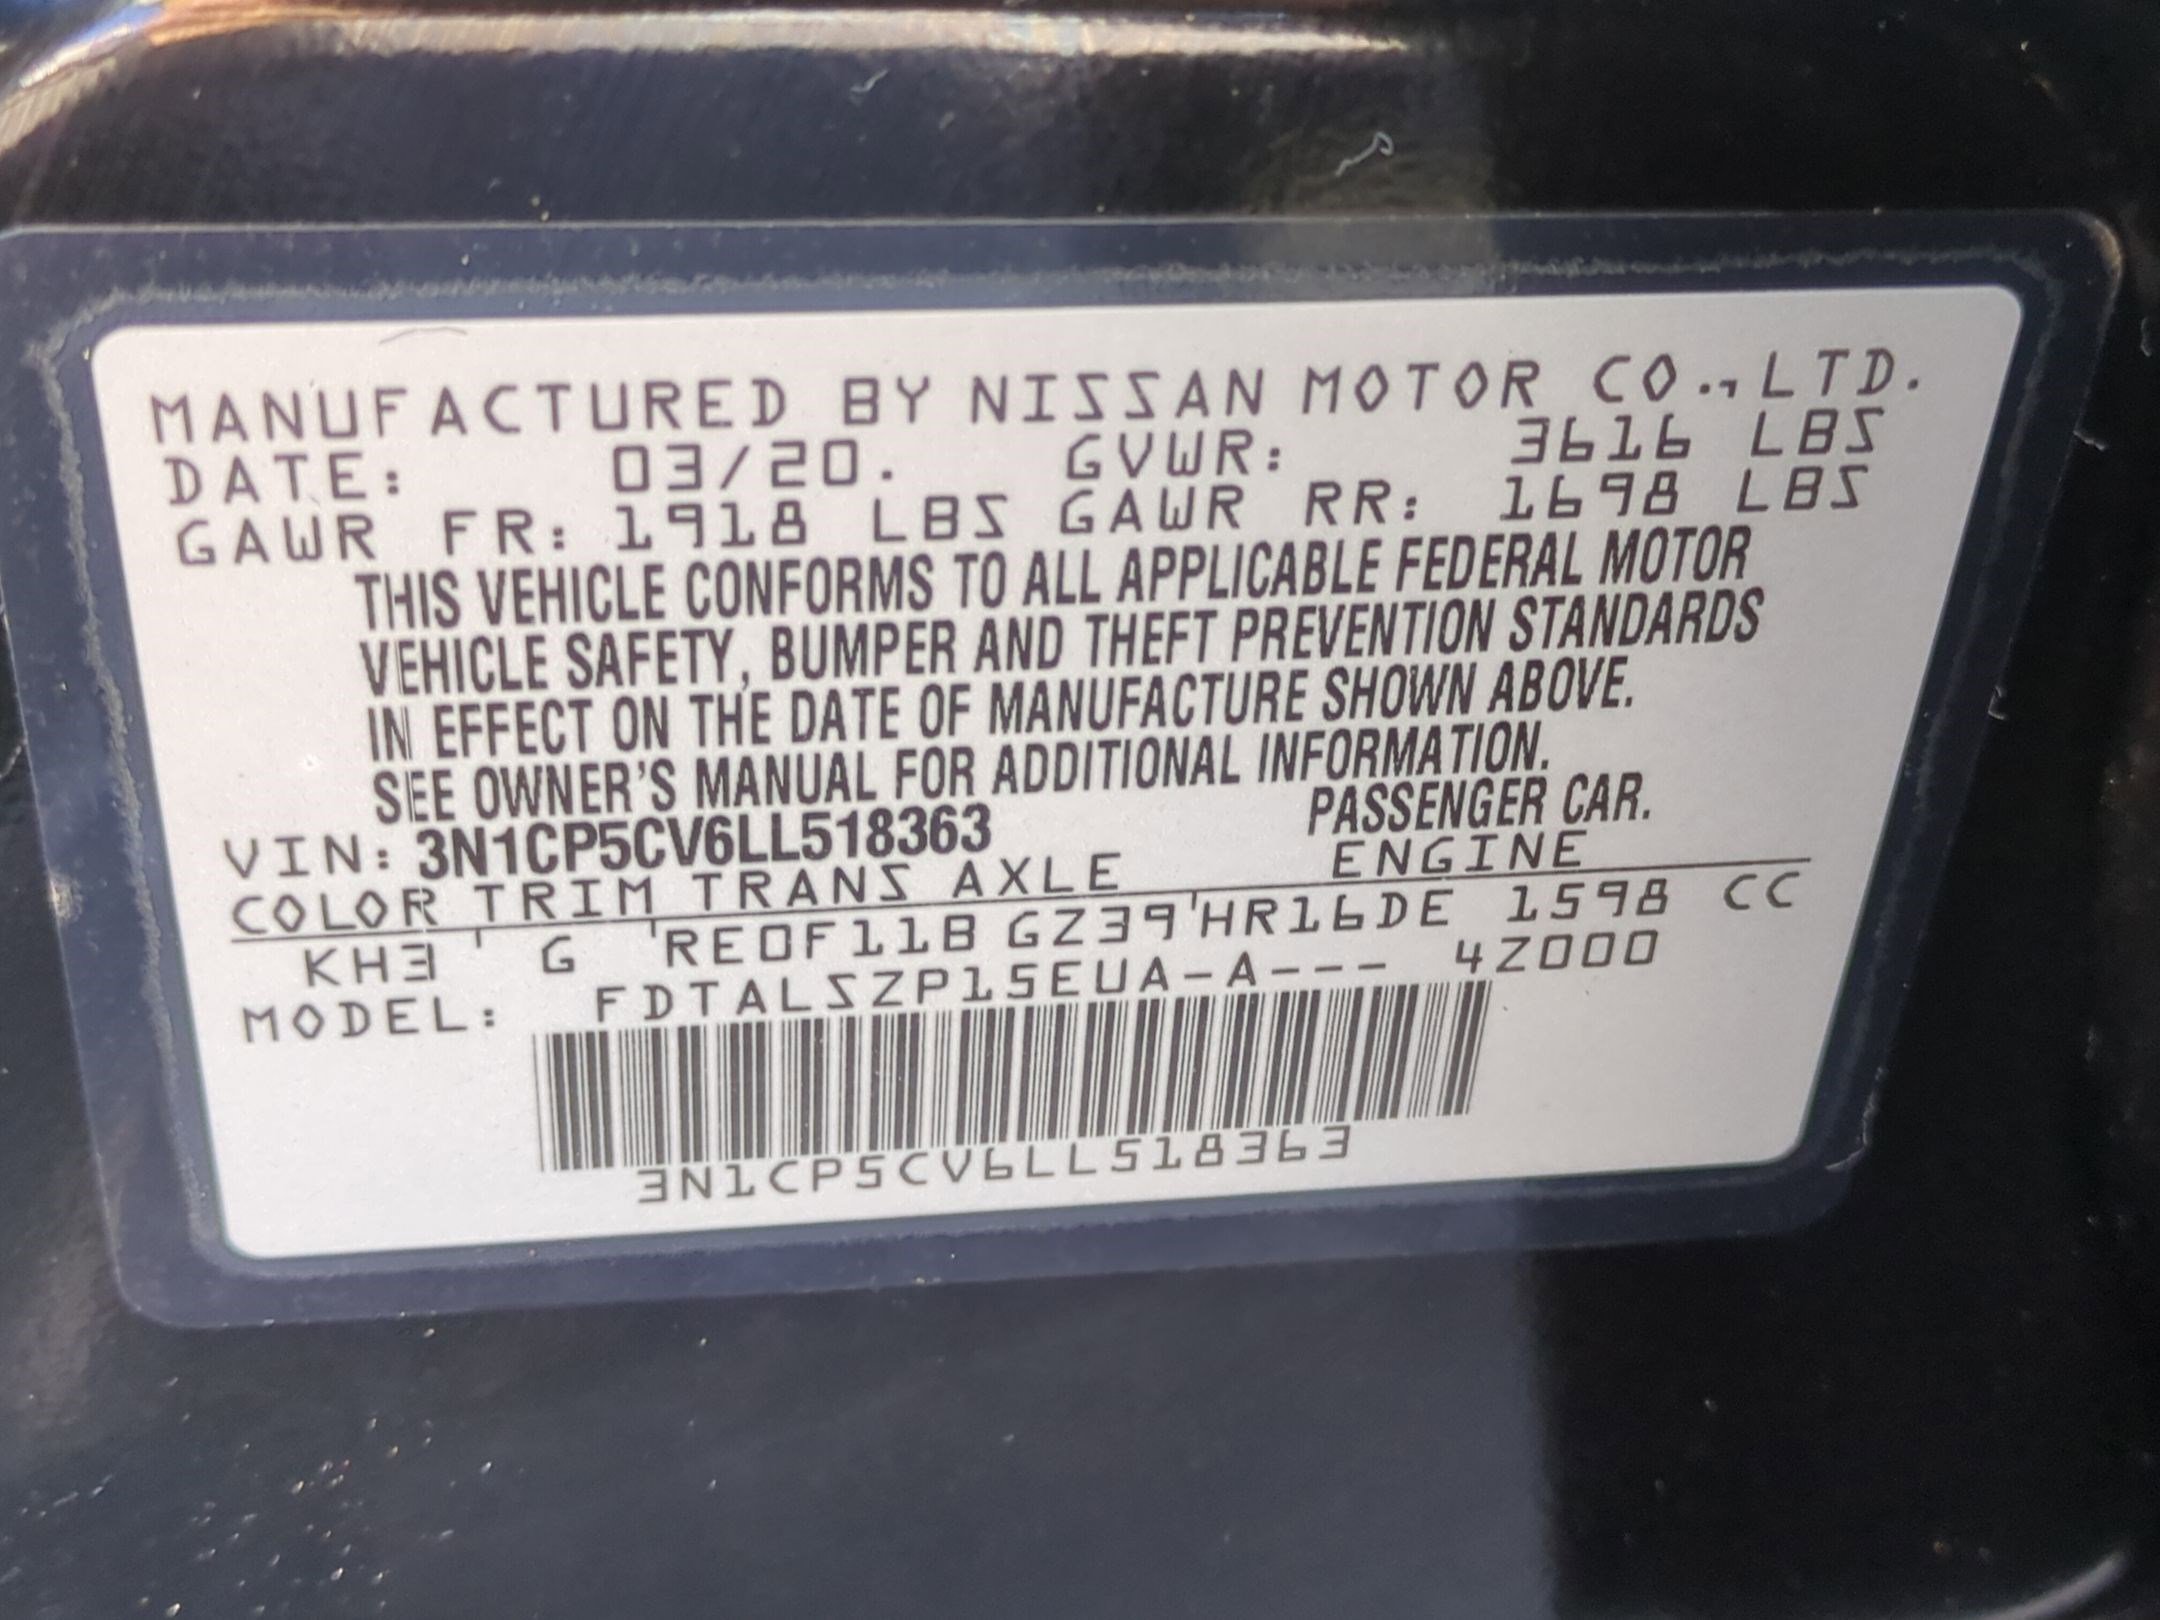 MANUFACTURED BY NISSAN MOTOR CO.,LTD.
DATE: 03/20. GVWR: 3616 LBS
GAWR FR: 1918 LBS GAWR RR: 1698 LBS
THIS VEHICLE CONFORMS TO ALL APPLICABLE FEDERAL MOTOR
VEHICLE SAFETY, BUMPER AND THEFT PREVENTION STANDARDS
IN EFFECT ON THE DATE OF MANUFACTURE SHOWN ABOVE.
SEE OWNER'S MANUAL FOR ADDITIONAL INFORMATION.
VIN: 3N1CP5CV6LL518363 PASSENGER CAR.
COLOR TRIM TRANS AXLE ENGINE
KH3 ' G 'RE0F11B GZ39'HR16DE 1598 CC
MODEL: FDTALSZP15EUA-A--- 4Z000
3N1CP5CV6LL518363